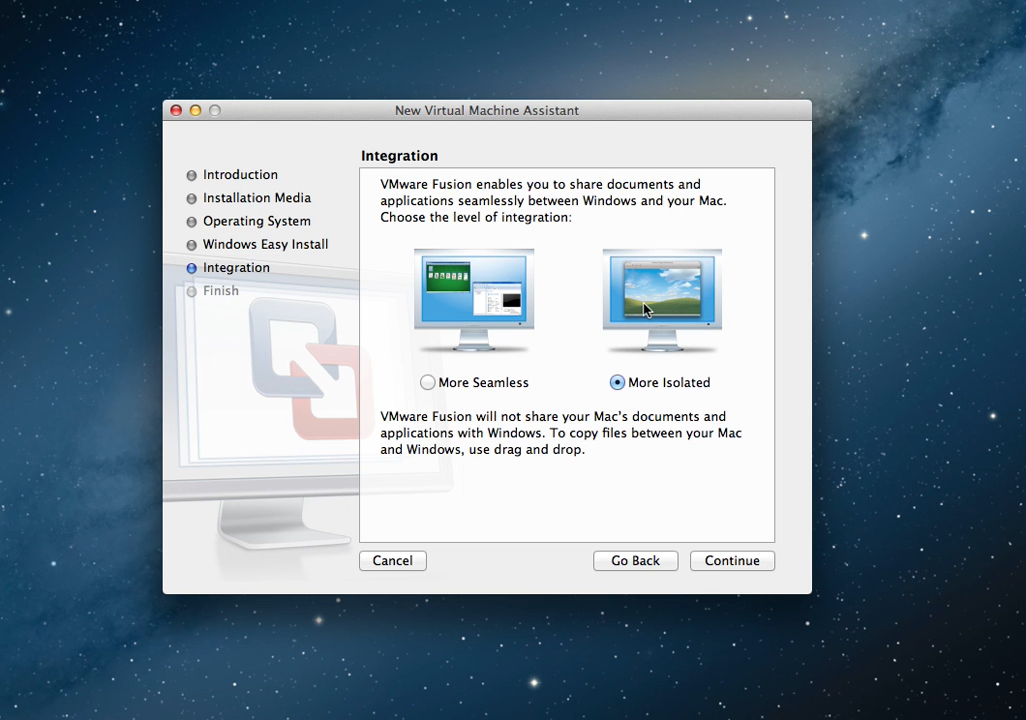 New Virtual Machine Assistant
Introduction
Installation Media
Operating System
Windows Easy Install
Integration
Finish
Integration
VMware Fusion enables you to share documents and
applications seamlessly between Windows and your Mac.
Choose the level of integration:
More Seamless
More Isolated
VMware Fusion will not share your Mac's documents and
applications with Windows. To copy files between your Mac
and Windows, use drag and drop.
Cancel
Go Back
Continue